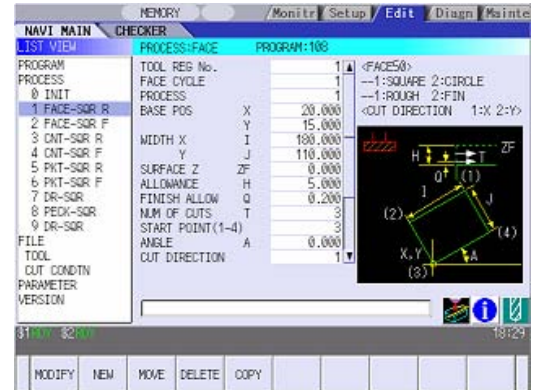 MEMORY Monitr Setup Edit Diagn Mainte
NAVI MAIN CHECKER
LIST VIEW PROCESS:FACE PROGRAM:108
PROGRAM
PROCESS
0 INIT
1 FACE-SQR R
2 FACE-SQR F
3 CNT-SQR R
4 CNT-SQR F
5 PKT-SQR R
6 PKT-SQR F
7 DR-SQR
8 PECK-SQR
9 DR-SQR
FILE
TOOL
CUT CONDTN
PARAMETER
VERSION
TOOL REG No. 1
FACE CYCLE 1
PROCESS 1
BASE POS X 20.000
Y 15.000
WIDTH X I 180.000
Y J 110.000
SURFACE Z ZF 0.000
ALLOWANCE H 5.000
FINISH ALLOW Q 0.200
NUM OF CUTS T 3
START POINT(1-4) 3
ANGLE A 0.000
CUT DIRECTION 1
<FACE50>
--1:SQUARE 2:CIRCLE
--1:ROUGH 2:FIN
<CUT DIRECTION 1:X 2:Y>
ZF
H T
Q (1)
I J
(2)
(4)
X,Y A
(3)
$1 RDY $2 RDY 18:29
MODIFY NEW MOVE DELETE COPY